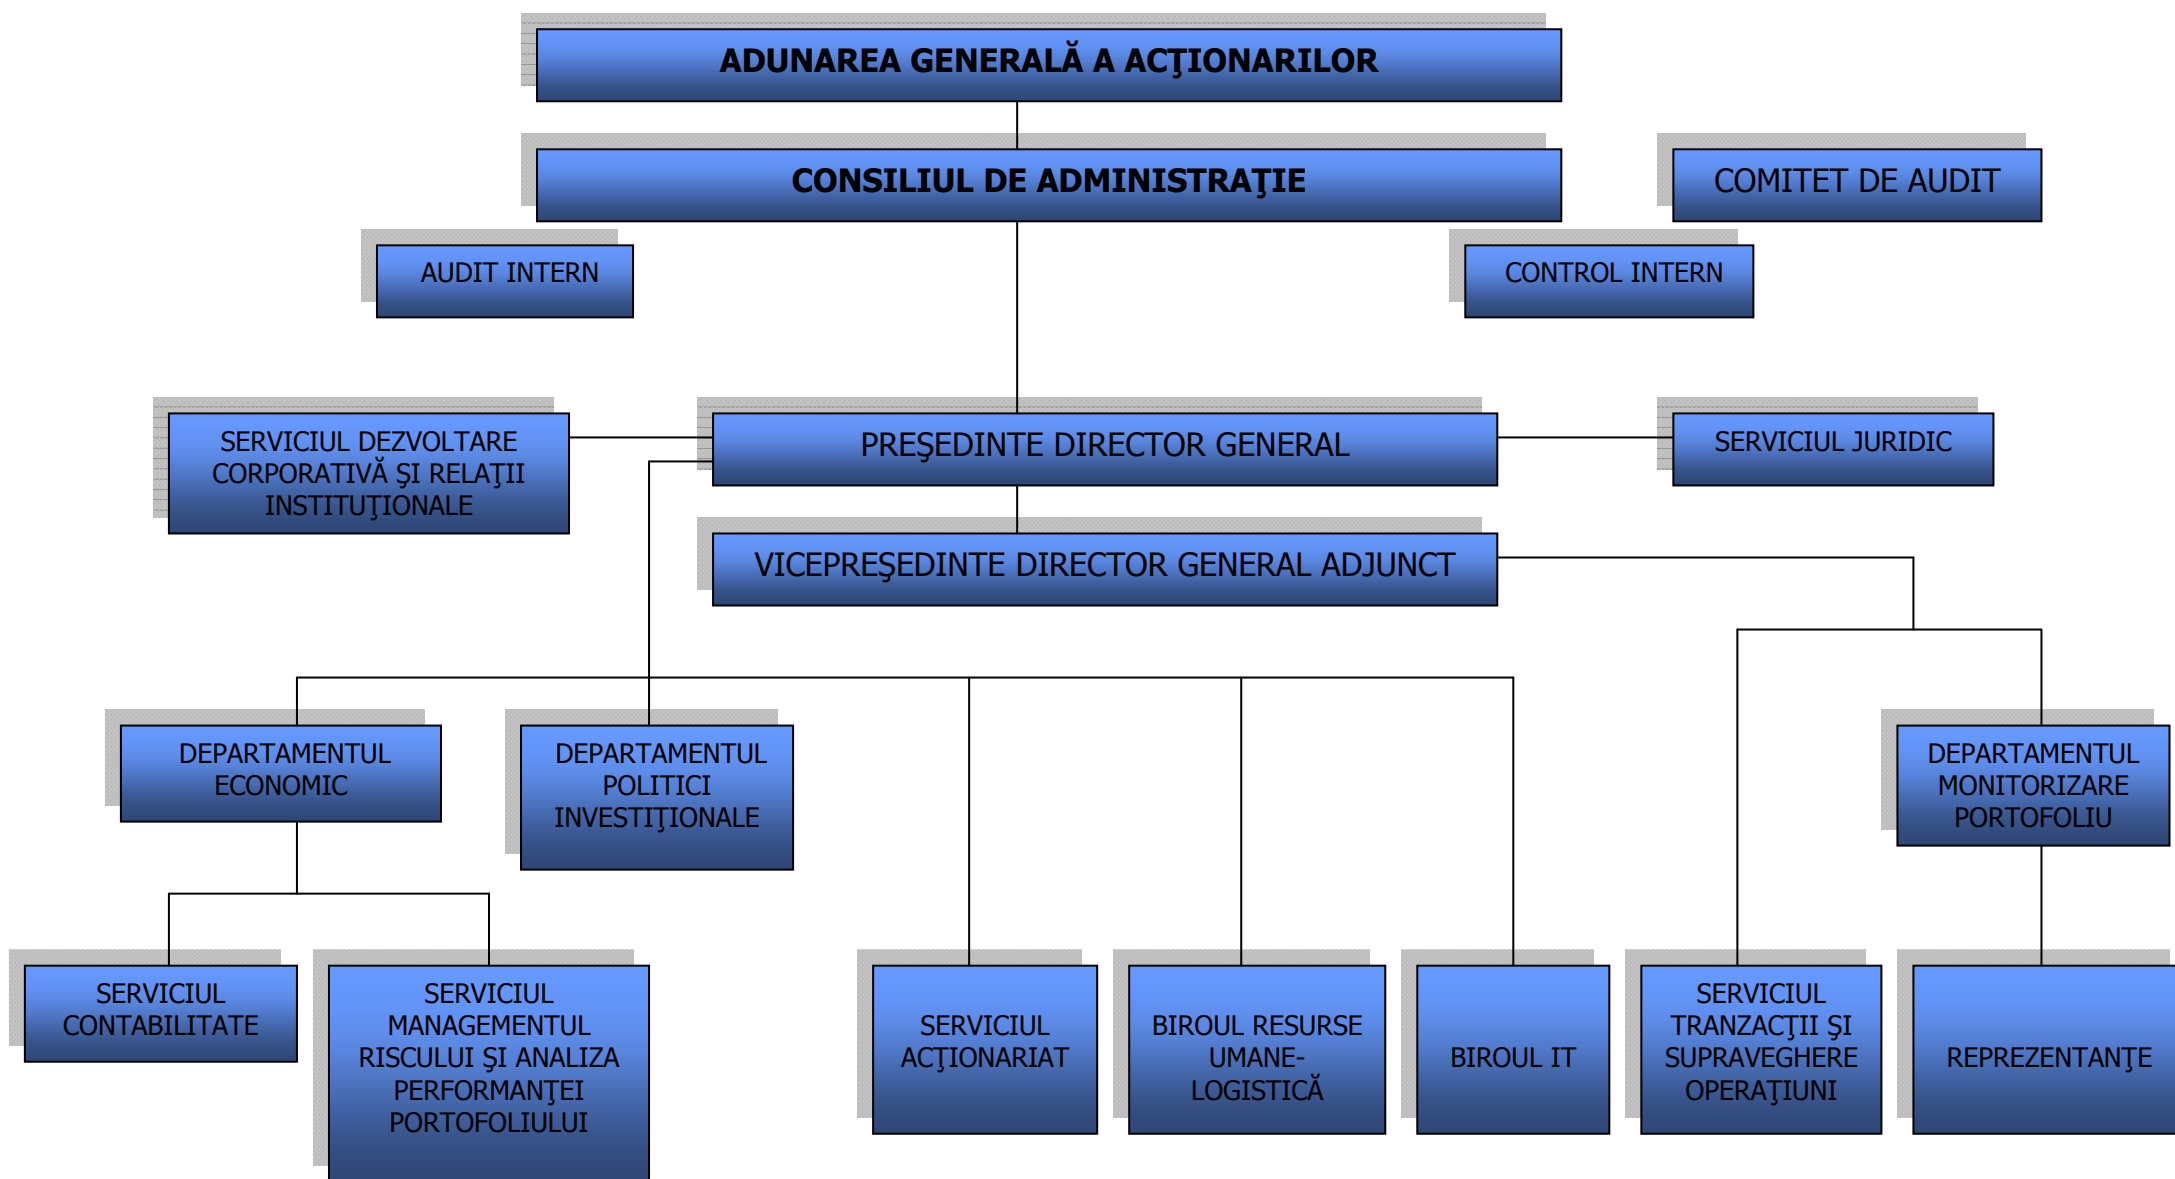 ADUNAREA GENERALĂ A ACŢIONARILOR
CONSILIUL DE ADMINISTRAŢIE
COMITET DE AUDIT
AUDIT INTERN
CONTROL INTERN
SERVICIUL DEZVOLTARE
CORPORATIVĂ ŞI RELAŢII
INSTITUŢIONALE
PREŞEDINTE DIRECTOR GENERAL
SERVICIUL JURIDIC
VICEPREŞEDINTE DIRECTOR GENERAL ADJUNCT
DEPARTAMENTUL
ECONOMIC
DEPARTAMENTUL
POLITICI
INVESTIŢIONALE
DEPARTAMENTUL
MONITORIZARE
PORTOFOLIU
SERVICIUL
CONTABILITATE
SERVICIUL
MANAGEMENTUL
RISCULUI ŞI ANALIZA
PERFORMANŢEI
PORTOFOLIULUI
SERVICIUL
ACŢIONARIAT
BIROUL RESURSE
UMANE-
LOGISTICĂ
BIROUL IT
SERVICIUL
TRANZACŢII ŞI
SUPRAVEGHERE
OPERAŢIUNI
REPREZENTANŢE